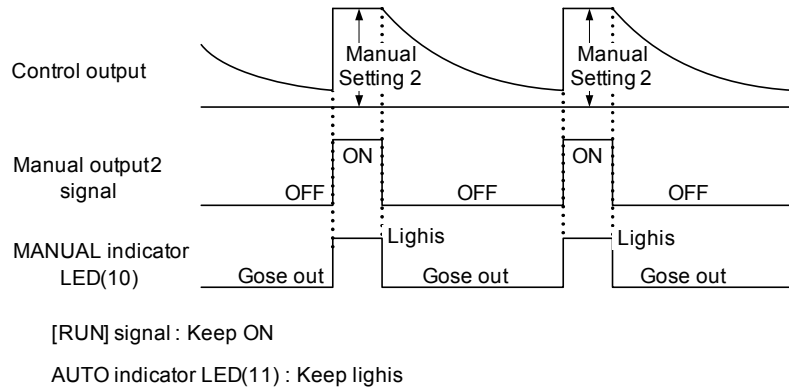 Control output
Manual
Setting 2
Manual
Setting 2
Manual output2
signal
OFF
ON
OFF
ON
OFF
MANUAL indicator
LED(10)
Gose out
Lighis
Gose out
Lighis
Gose out
[RUN] signal : Keep ON
AUTO indicator LED(11) : Keep lighis